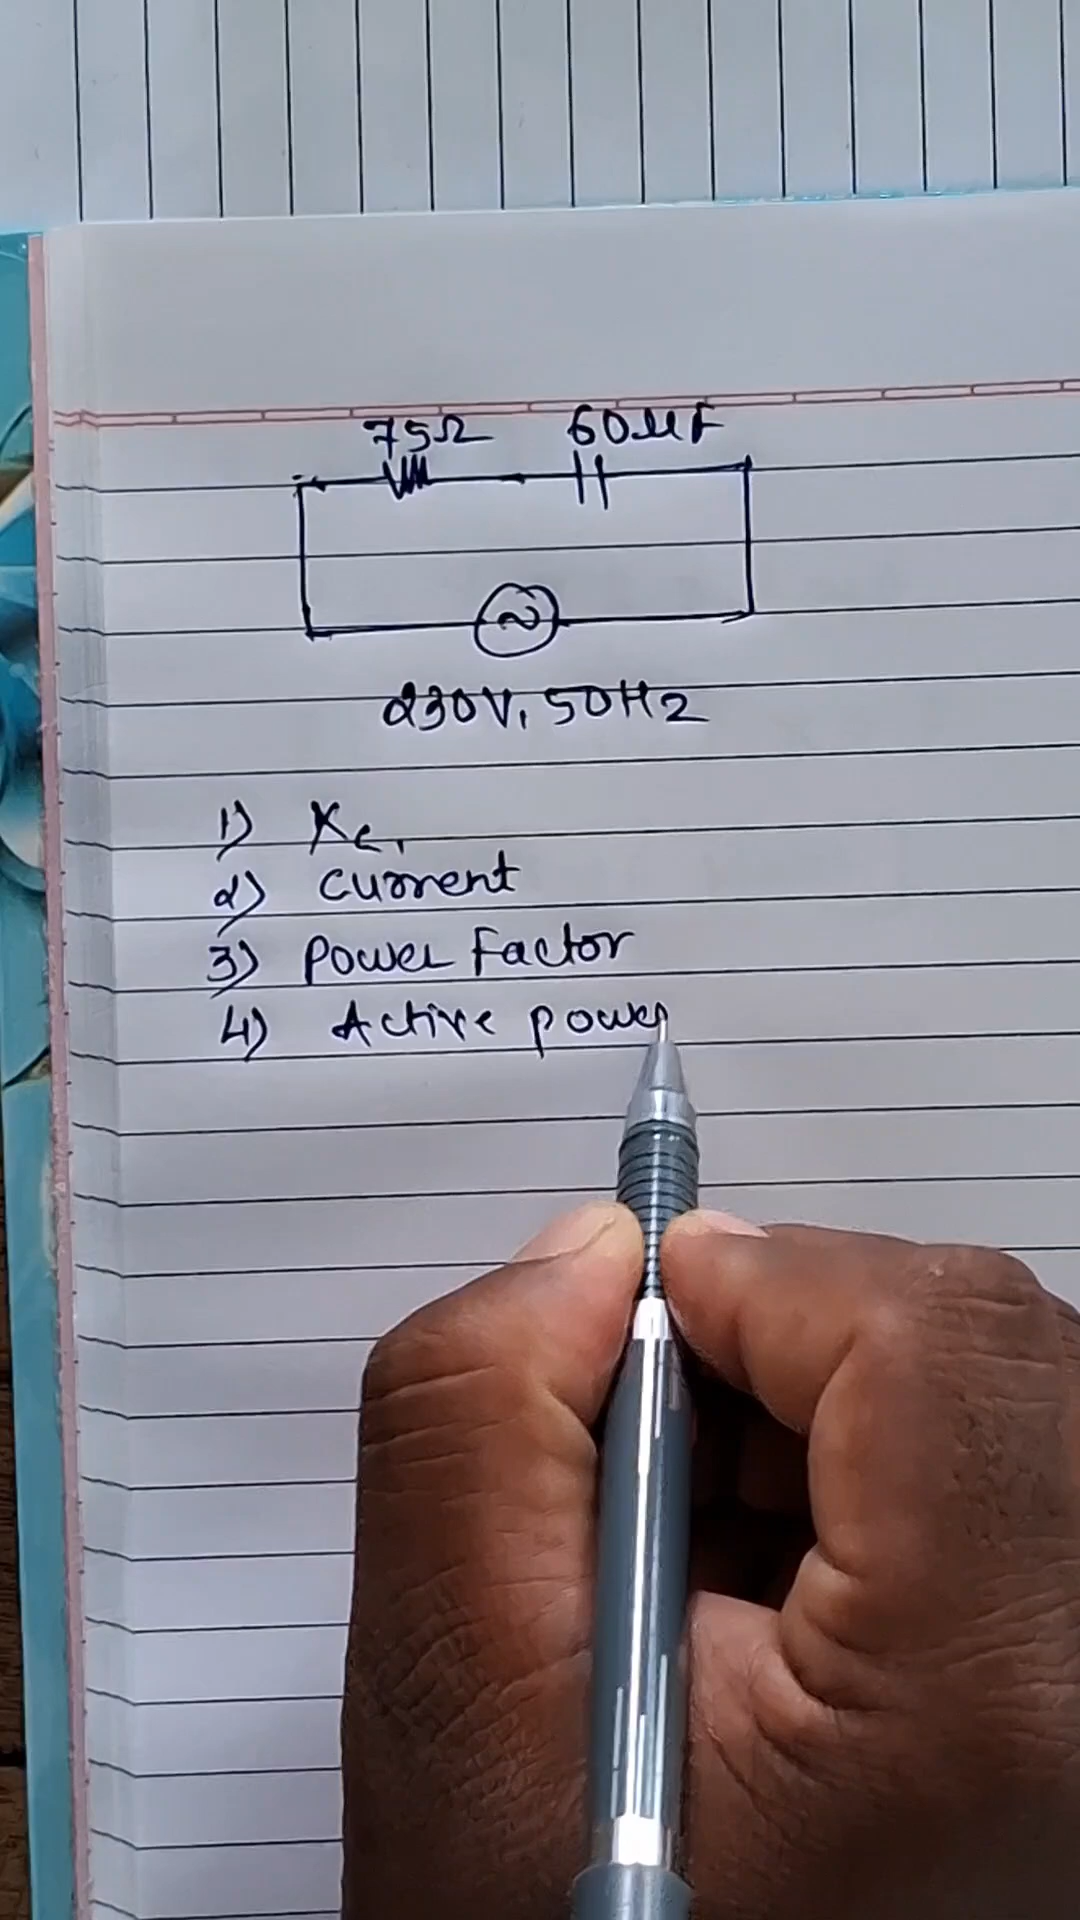 75Ω 60μF
230V, 50Hz
1) Xc,
2) Current
3) Power Factor
4) Active power